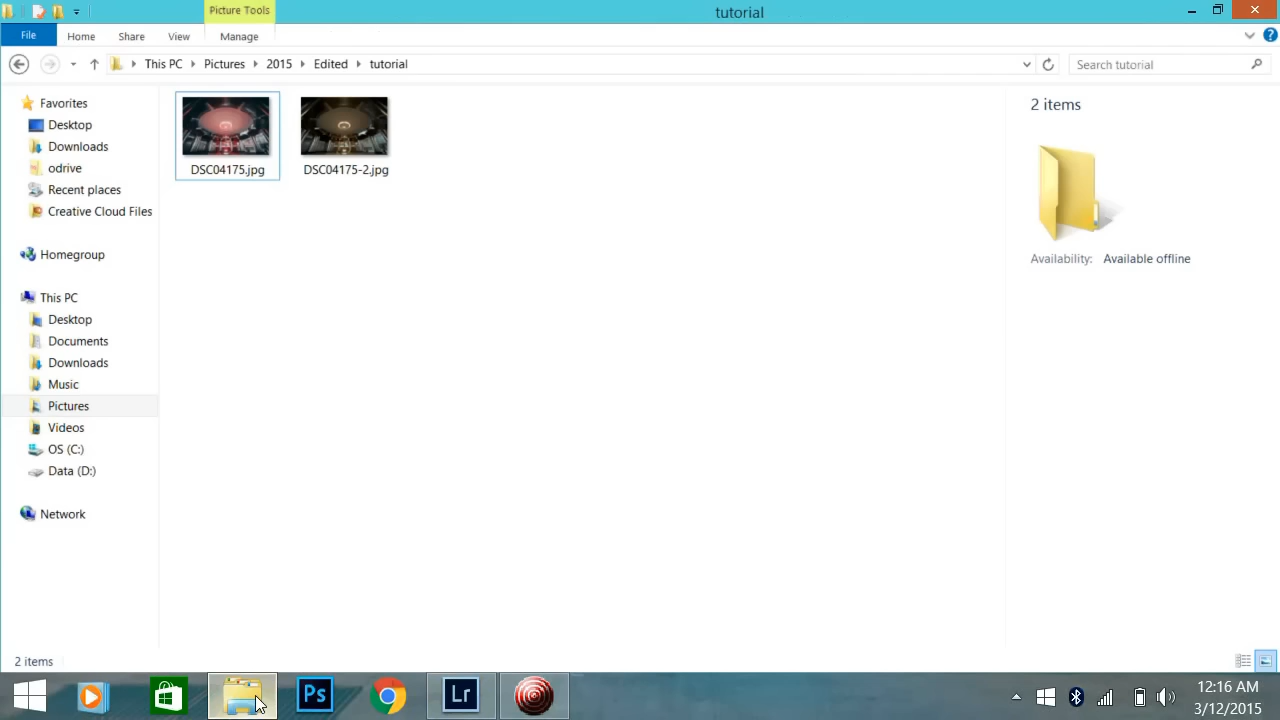 Picture Tools
tutorial
File
Home
Share
View
Manage
This PC
Pictures
2015
Edited
tutorial
Search tutorial
Favorites
Desktop
Downloads
odrive
Recent places
Creative Cloud Files
Homegroup
This PC
Desktop
Documents
Downloads
Music
Pictures
Videos
OS (C:)
Data (D:)
Network
DSC04175.jpg
DSC04175-2.jpg
2 items
Availability: Available offline
2 items
Ps
Lr
12:16 AM
3/12/2015